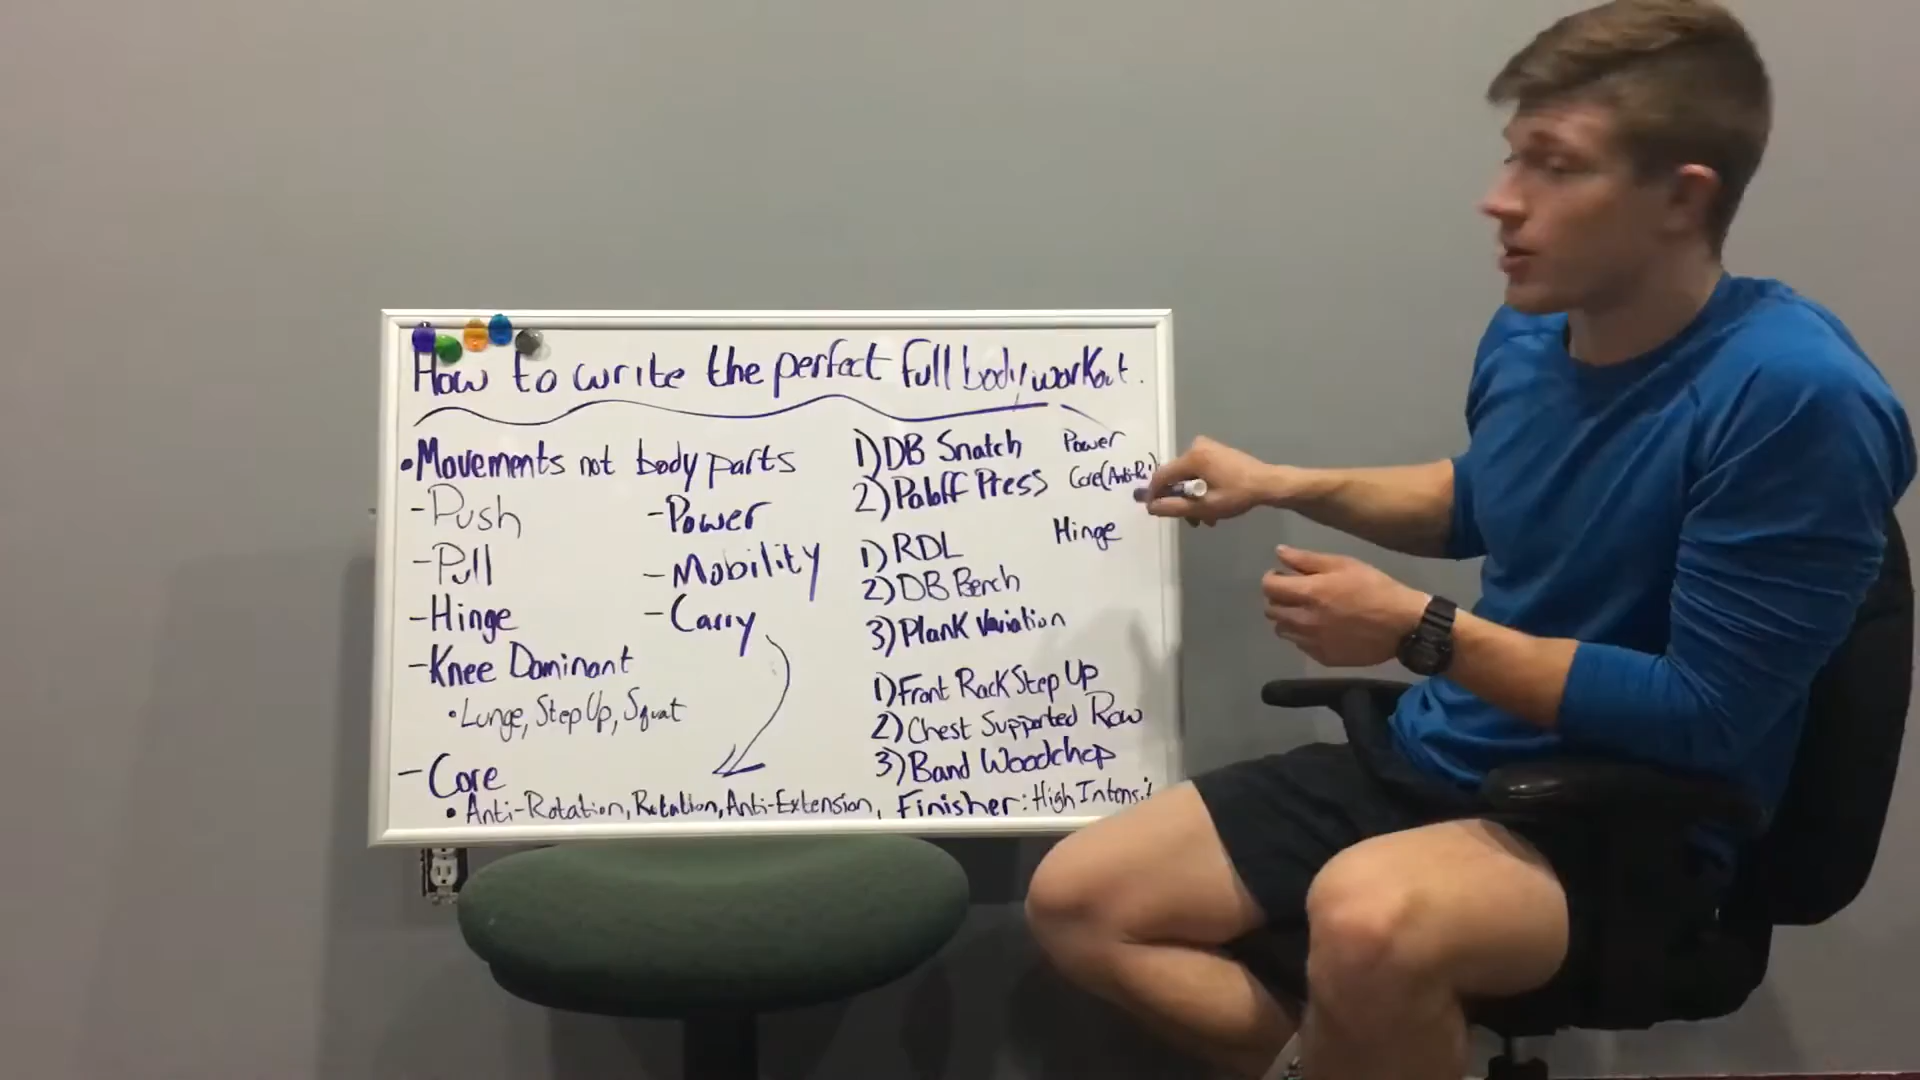 How to write the perfect full body workout.
• Movements not body parts
- Push
- Pull
- Hinge
- Knee Dominant
• Lunge, Step Up, Squat
- Core
• Anti-Rotation, Rotation, Anti-Extension,
- Power
- Mobility
- Carry
1) DB Snatch Power
2) Paloff Press Core (Anti-
1) RDL Hinge
2) DB Bench
3) Plank Variation
1) Front Rack Step Up
2) Chest Supported Row
3) Band Woodchop
Finisher: High